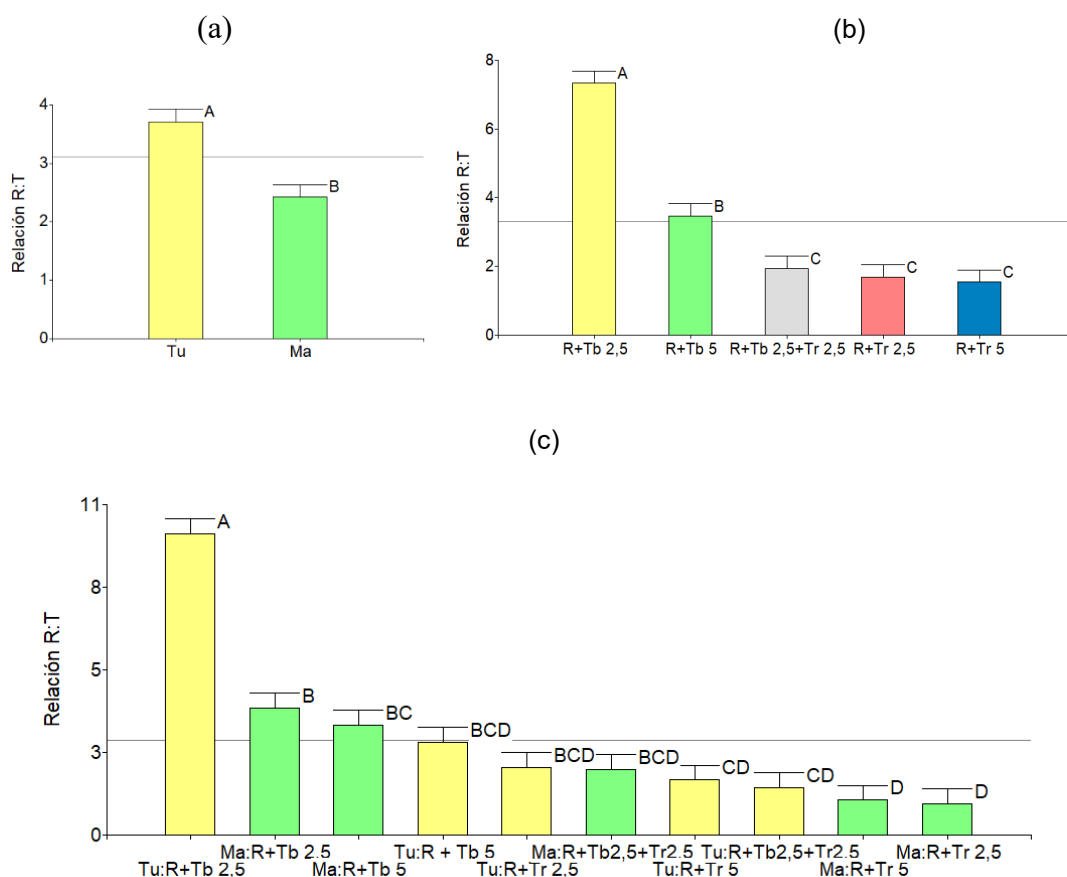 (a)
4
3
2
1
0
Relación R:T
A
B
Tu
Ma
(b)
8
6
4
2
0
Relación R:T
A
B
C
C
C
R+Tb 2,5
R+Tb 5
R+Tb 2,5+Tr 2,5
R+Tr 2,5
R+Tr 5
(c)
11
8
5
3
0
Relación R:T
A
B
BC
BCD
BCD
BCD
CD
CD
D
D
Tu:R+Tb 2,5
Ma:R+Tb 2.5
Ma:R+Tb 5
Tu:R + Tb 5
Tu:R+Tr 2,5
Ma:R+Tb2,5+Tr2.5
Tu:R+Tr 5
Tu:R+Tb2,5+Tr2.5
Ma:R+Tr 5
Ma:R+Tr 2,5